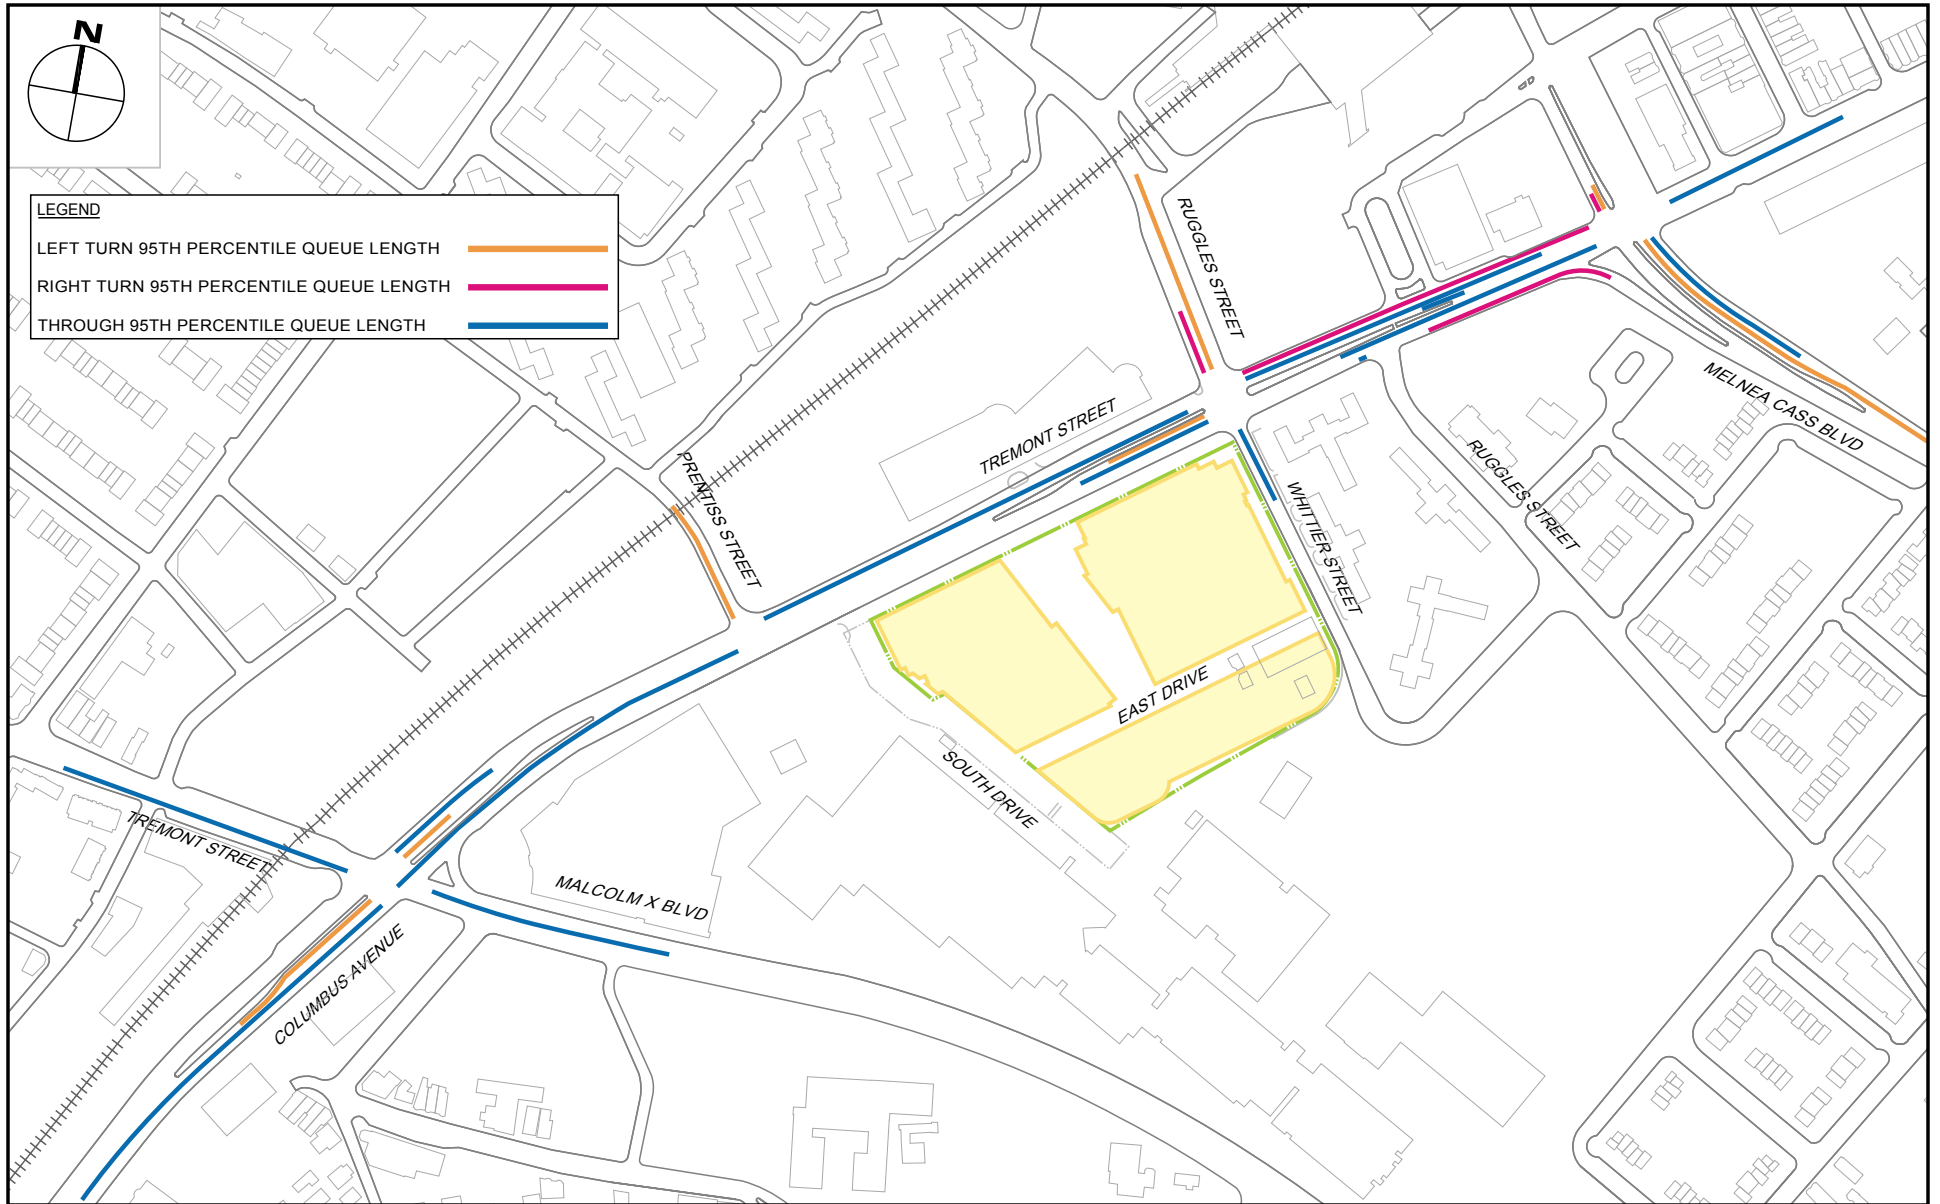 N
LEGEND
LEFT TURN 95TH PERCENTILE QUEUE LENGTH
RIGHT TURN 95TH PERCENTILE QUEUE LENGTH
THROUGH 95TH PERCENTILE QUEUE LENGTH
RUGGLES STREET
TREMONT STREET
MELNEA CASS BLVD
RUGGLES STREET
PRENTISS STREET
WHITTIER STREET
EAST DRIVE
SOUTH DRIVE
TREMONT STREET
MALCOLM X BLVD
COLUMBUS AVENUE